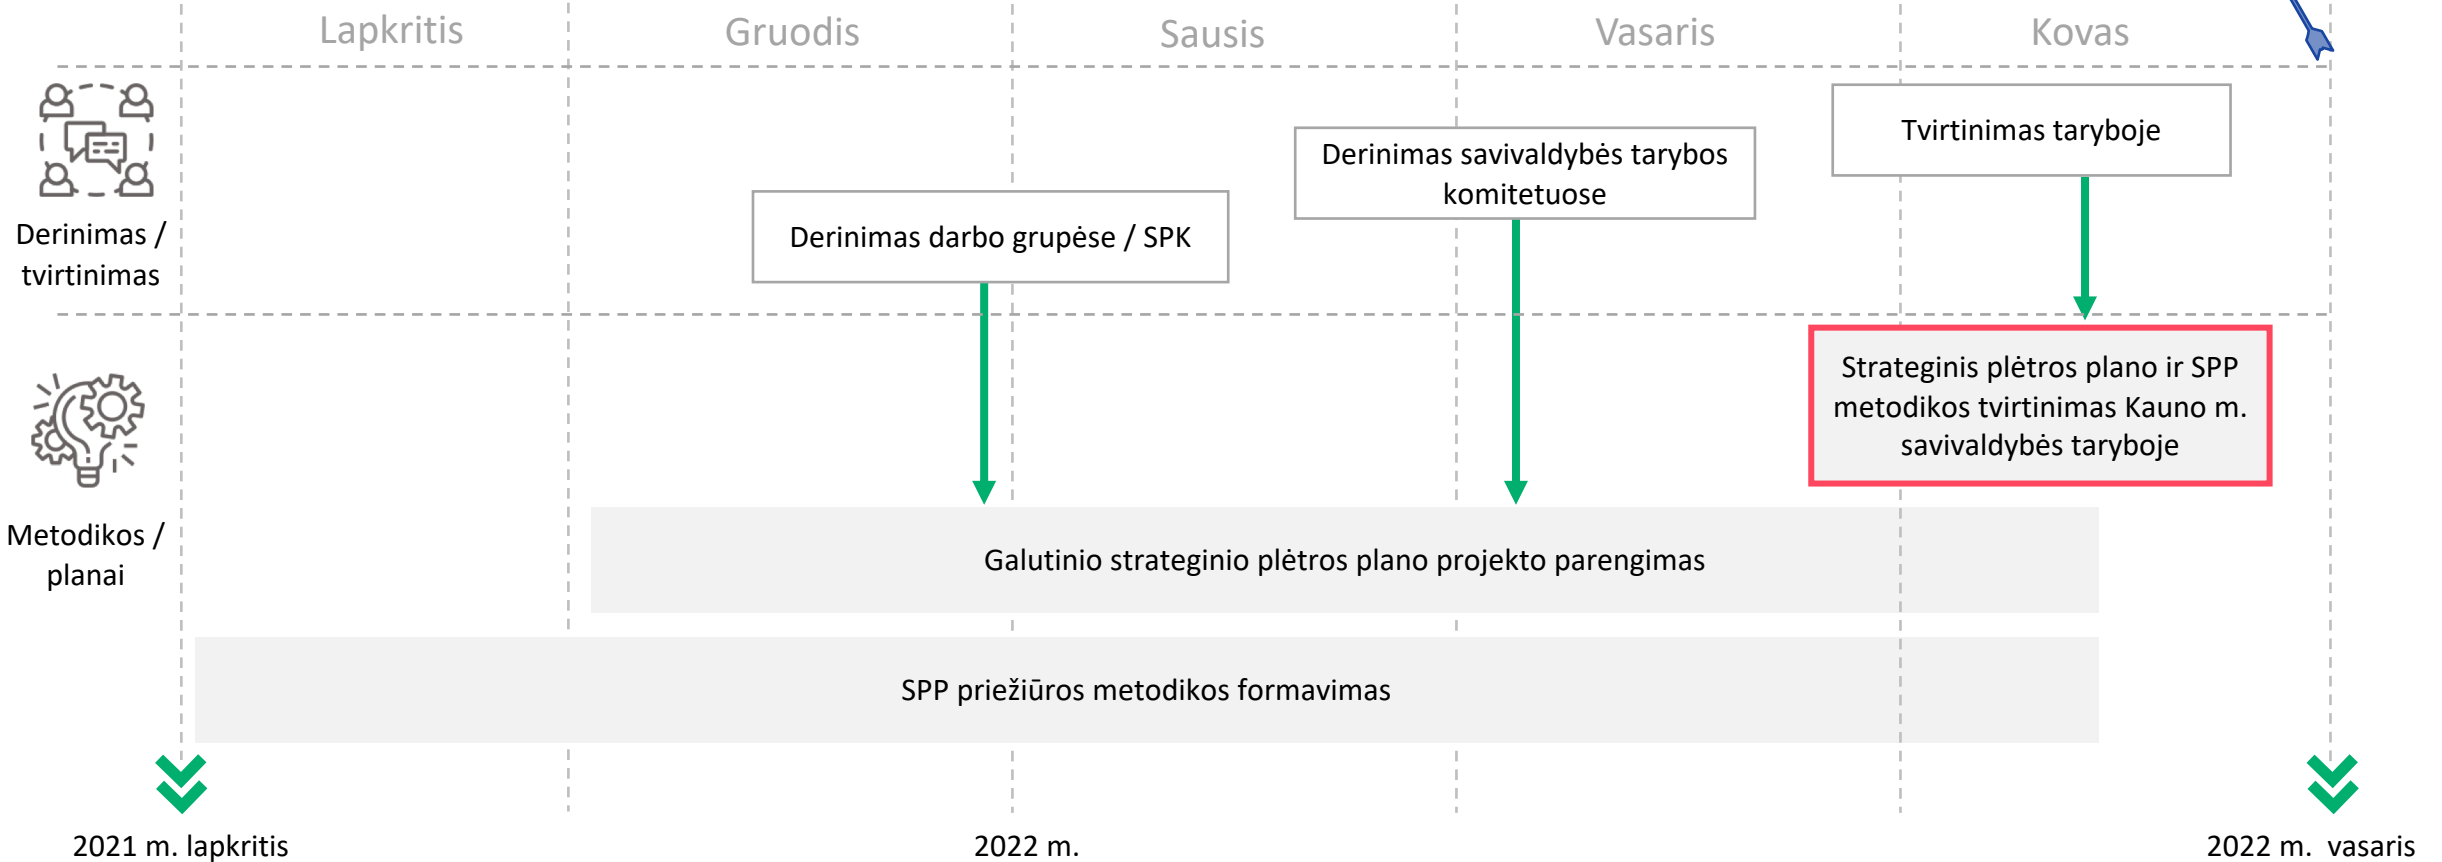 Lapkritis
Gruodis
Sausis
Vasaris
Kovas
Derinimas /
tvirtinimas
Tvirtinimas taryboje
Derinimas savivaldybės tarybos
komitetuose
Derinimas darbo grupėse / SPK
Strateginis plėtros plano ir SPP
metodikos tvirtinimas Kauno m.
savivaldybės taryboje
Metodikos /
planai
Galutinio strateginio plėtros plano projekto parengimas
SPP priežiūros metodikos formavimas
2021 m. lapkritis
2022 m.
2022 m. vasaris